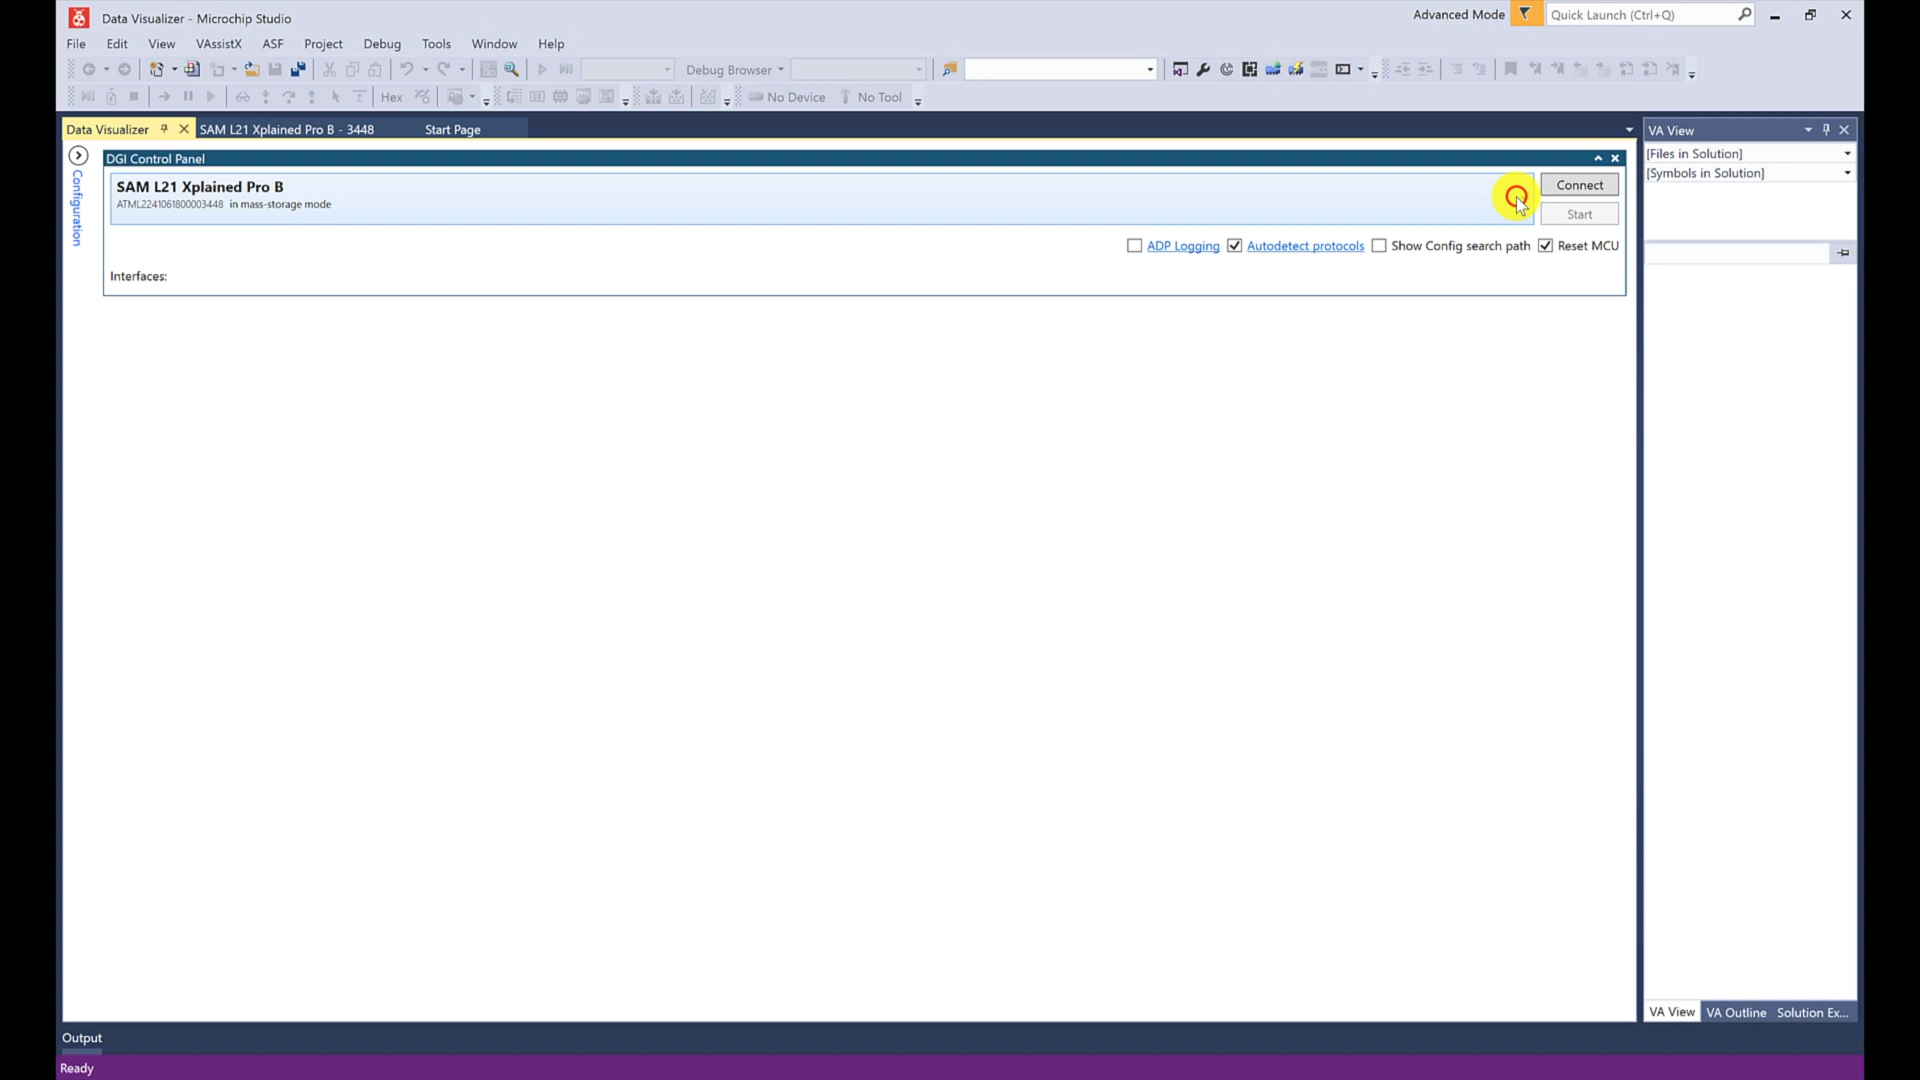 Data Visualizer - Microchip Studio
Advanced Mode
Quick Launch (Ctrl+Q)
File Edit View VAssistX ASF Project Debug Tools Window Help
Debug Browser
Hex
No Device
No Tool
Data Visualizer
SAM L21 Xplained Pro B - 3448
Start Page
VA View
Configuration
DGI Control Panel
[Files in Solution]
[Symbols in Solution]
SAM L21 Xplained Pro B
ATML2241061800003448 in mass-storage mode
Connect
Start
ADP Logging
Autodetect protocols
Show Config search path
Reset MCU
Interfaces:
VA View
VA Outline
Solution Ex...
Output
Ready